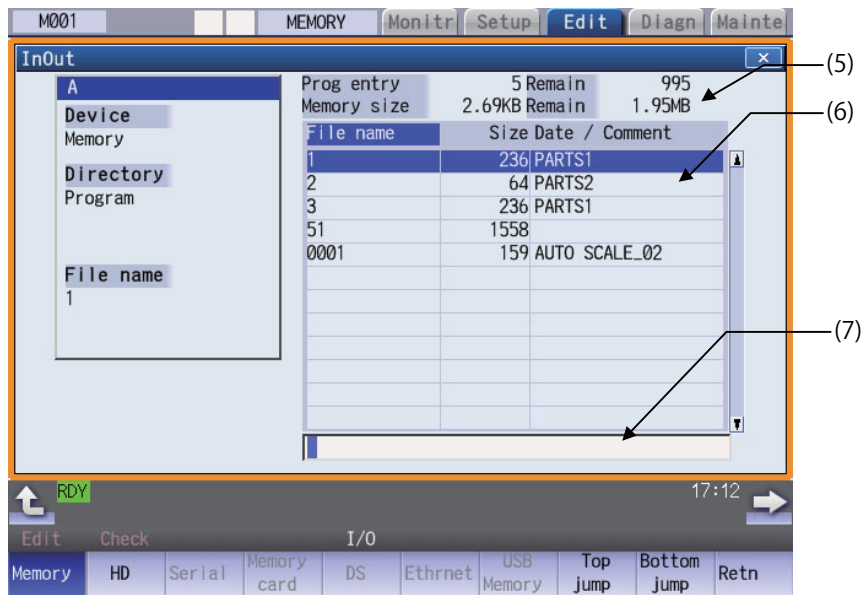 M001 MEMORY Monitr Setup Edit Diagn Mainte
InOut
A
Device
Memory
Directory
Program
File name
1
Prog entry 5 Remain 995
Memory size 2.69KB Remain 1.95MB
File name Size Date / Comment
1 236 PARTS1
2 64 PARTS2
3 236 PARTS1
51 1558
0001 159 AUTO SCALE_02
(5)
(6)
(7)
RDY 17:12
Edit Check I/O
Memory HD Serial Memory card DS Ethrnet USB Memory Top jump Bottom jump Retn